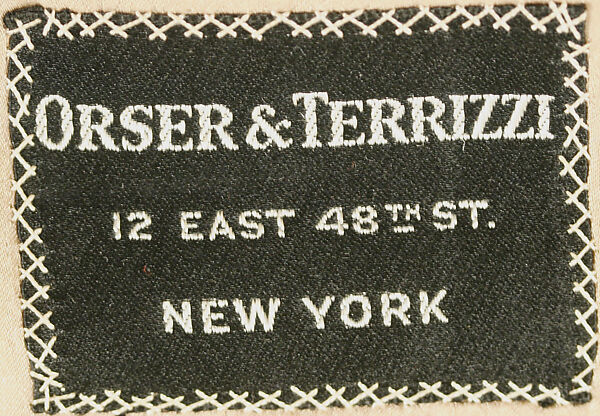 ORSER & TERRIZZI
12 EAST 48TH ST.
NEW YORK